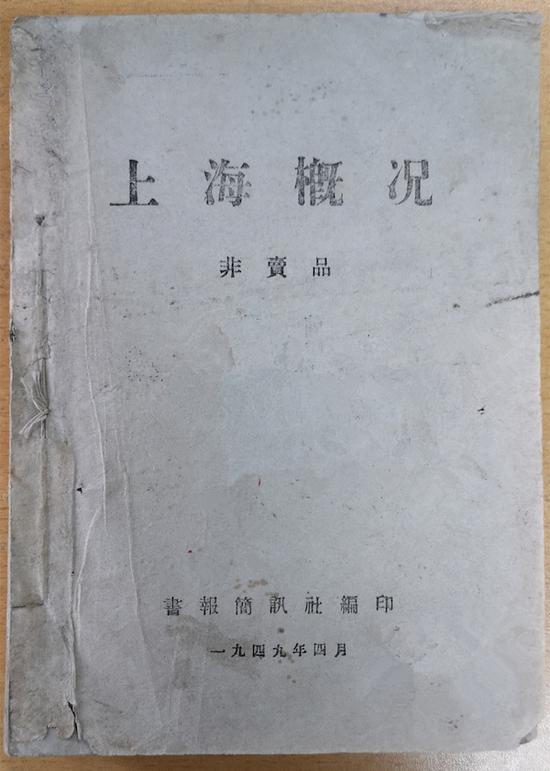 上海概况
非賣品
書報簡訊社編印
一九四九年四月